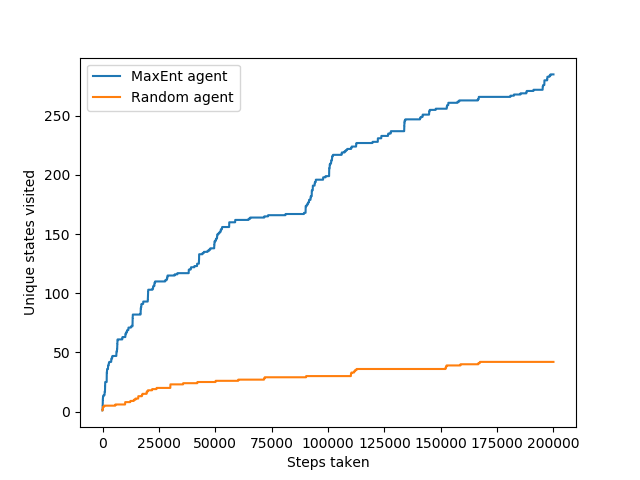 MaxEnt agent
Random agent
Unique states visited
250
200
150
100
50
0
0 25000 50000 75000 100000 125000 150000 175000 200000
Steps taken